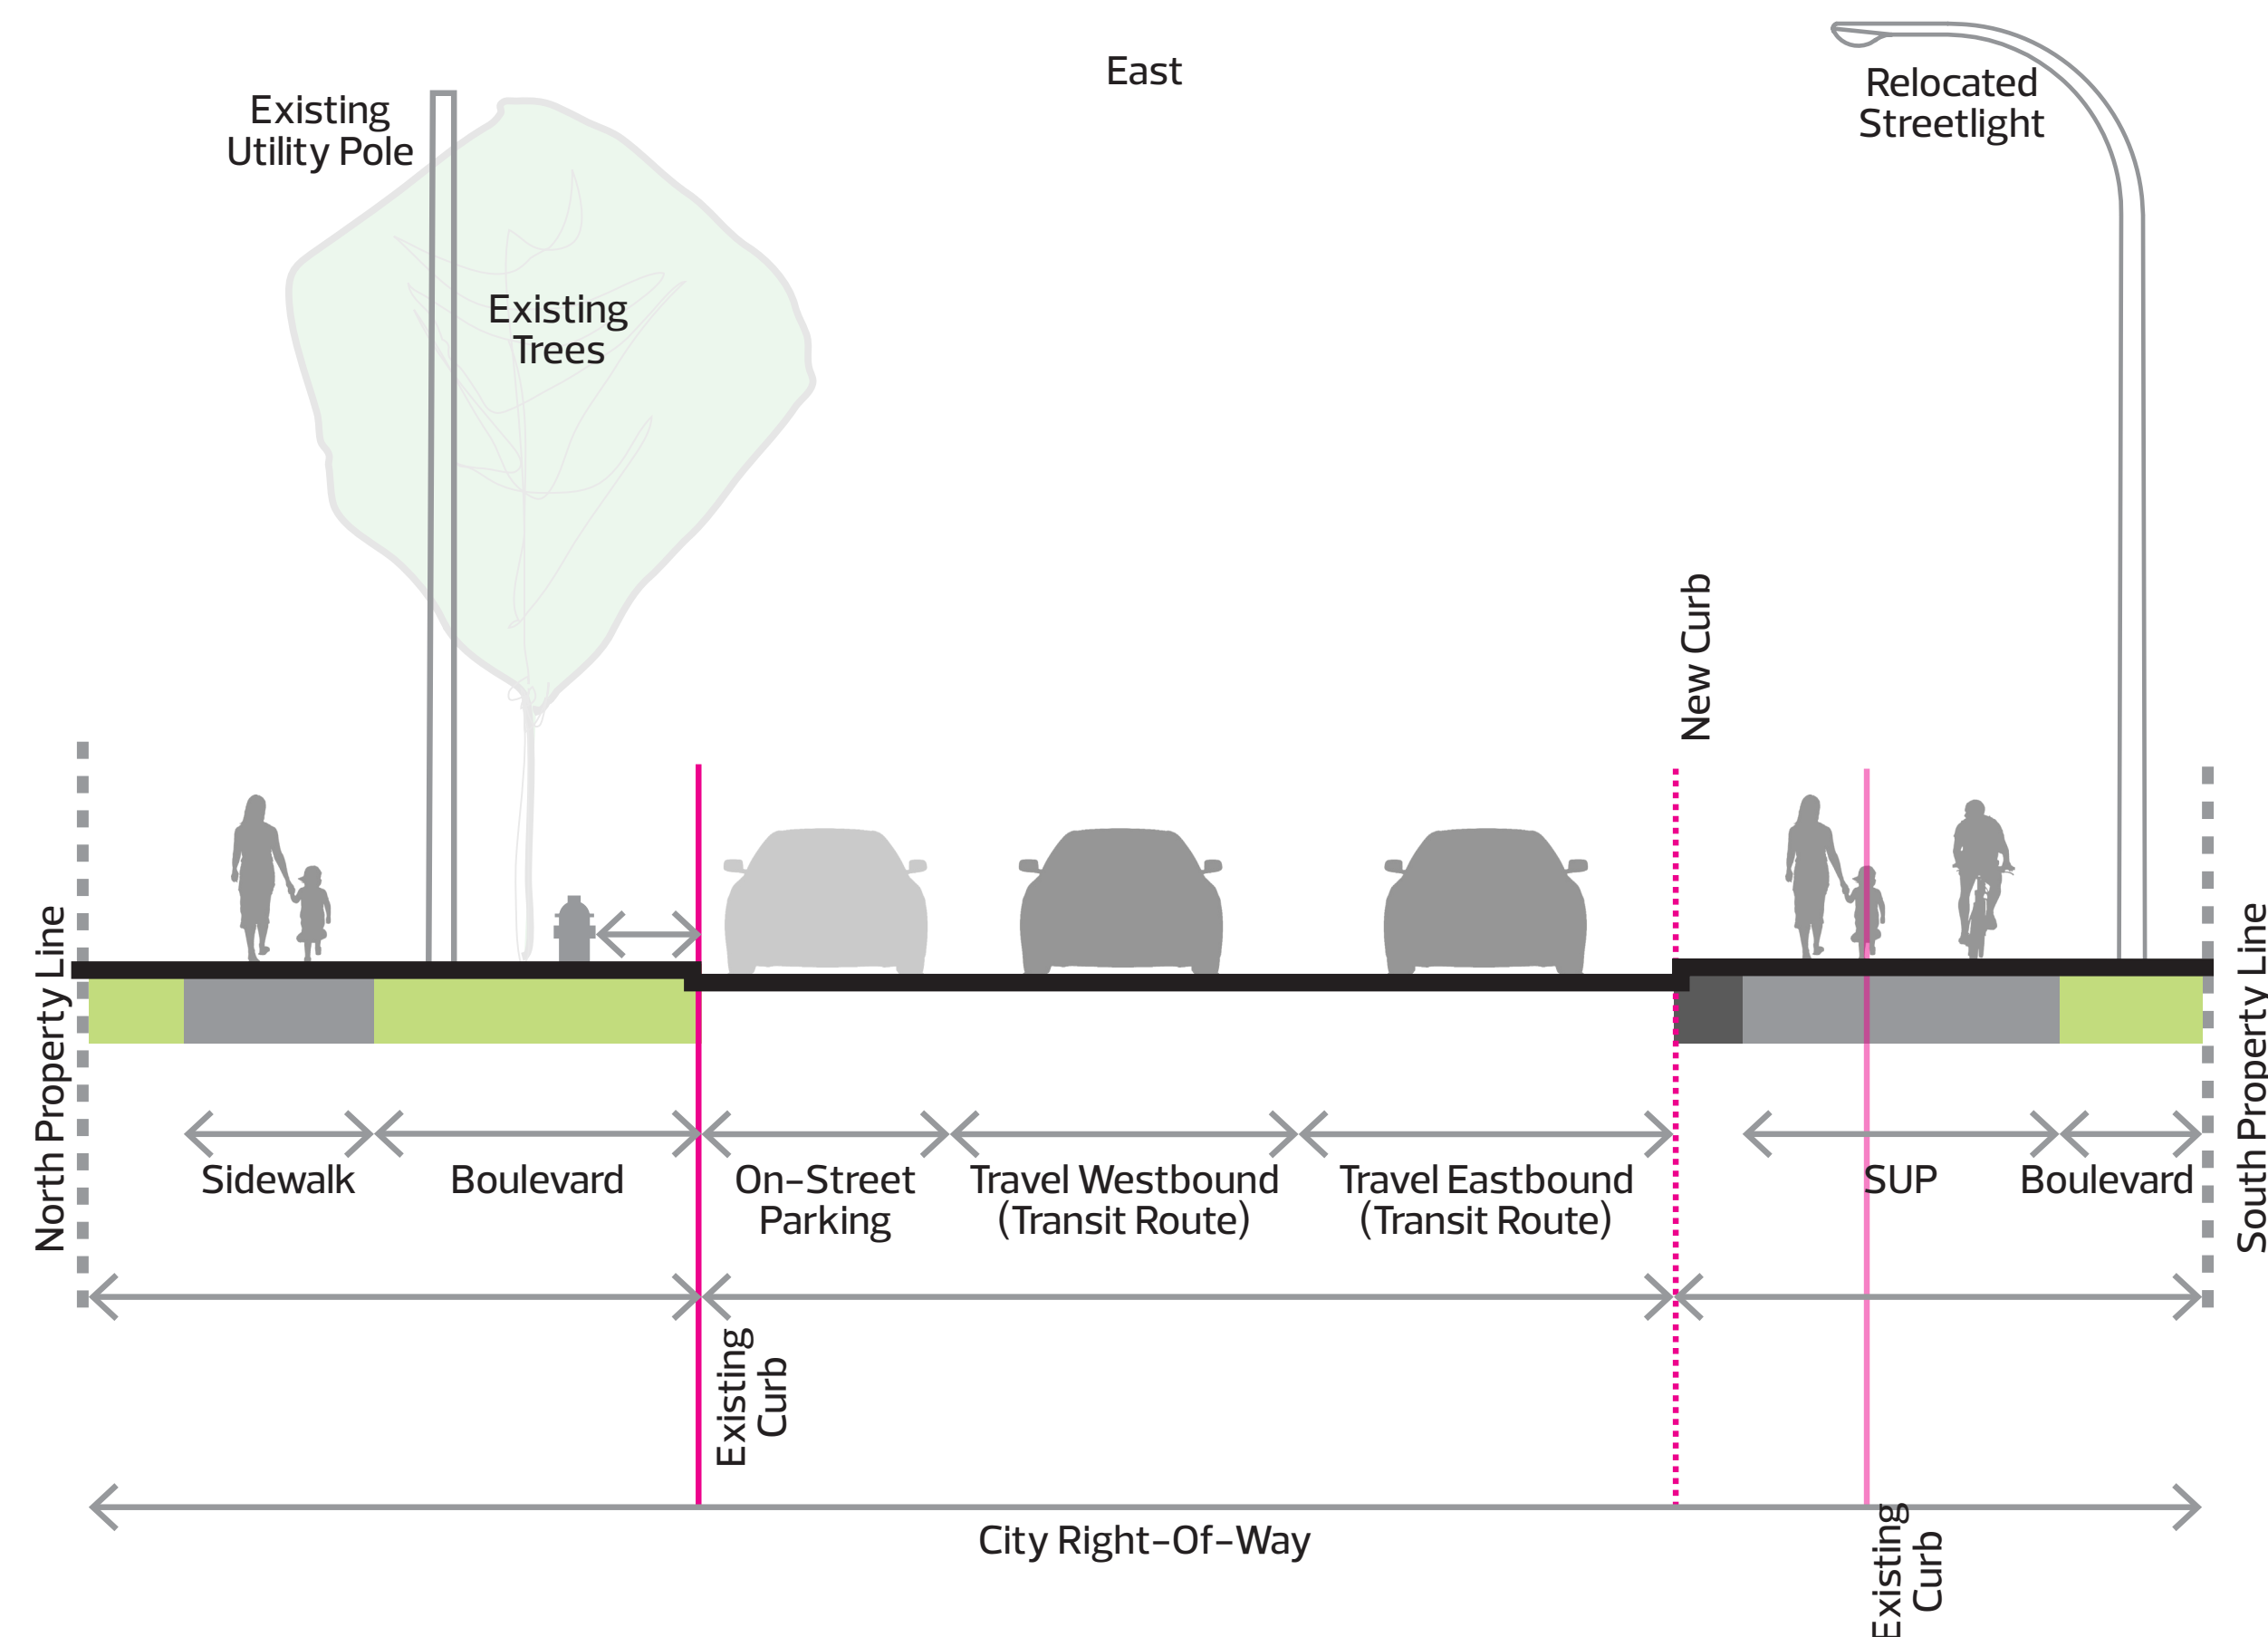 East
Existing
Utility Pole
Relocated
Streetlight
Existing
Trees
New Curb
North Property Line
South Property Line
Sidewalk
Boulevard
On-Street
Parking
Travel Westbound
(Transit Route)
Travel Eastbound
(Transit Route)
SUP
Boulevard
Existing
Curb
City Right-Of-Way
Existing
Curb